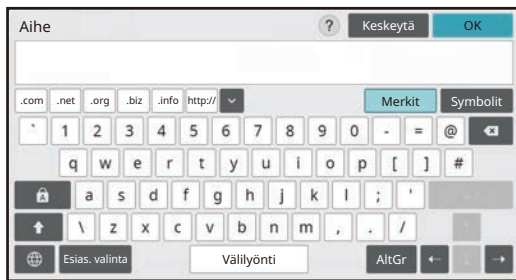 Aihe ? Keskeytä OK
.com .net .org .biz .info http:// Merkit Symbolit
` 1 2 3 4 5 6 7 8 9 0 - = @
q w e r t y u i o p [ ] #
A a s d f g h j k l ; '
\ z x c v b n m , . /
Esias. valinta Välilyönti AltGr ← →